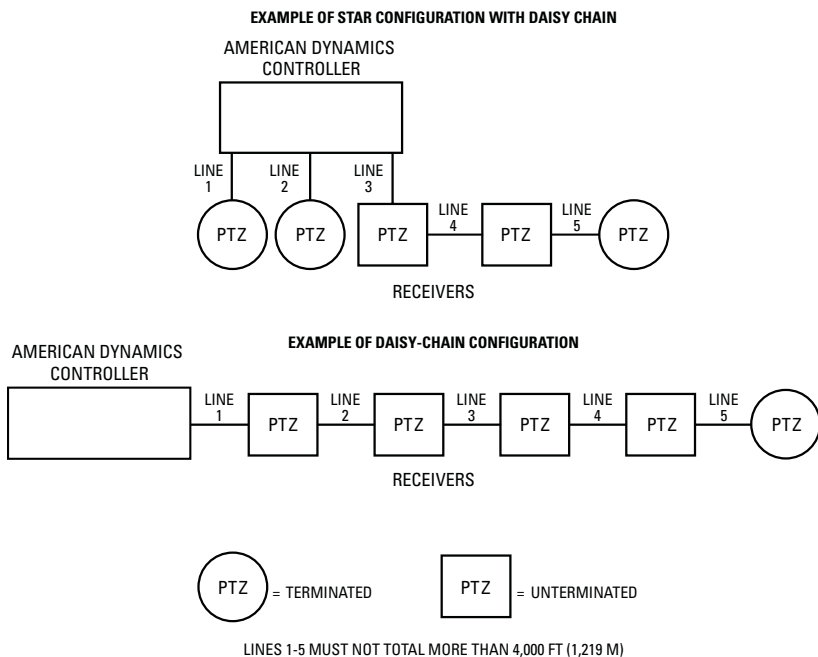 EXAMPLE OF STAR CONFIGURATION WITH DAISY CHAIN
AMERICAN DYNAMICS
CONTROLLER
LINE
1
LINE
2
LINE
3
PTZ
PTZ
PTZ
LINE
4
PTZ
LINE
5
PTZ
RECEIVERS
EXAMPLE OF DAISY-CHAIN CONFIGURATION
AMERICAN DYNAMICS
CONTROLLER
LINE
1
PTZ
LINE
2
PTZ
LINE
3
PTZ
LINE
4
PTZ
LINE
5
PTZ
RECEIVERS
PTZ = TERMINATED
PTZ = UNTERMINATED
LINES 1-5 MUST NOT TOTAL MORE THAN 4,000 FT (1,219 M)